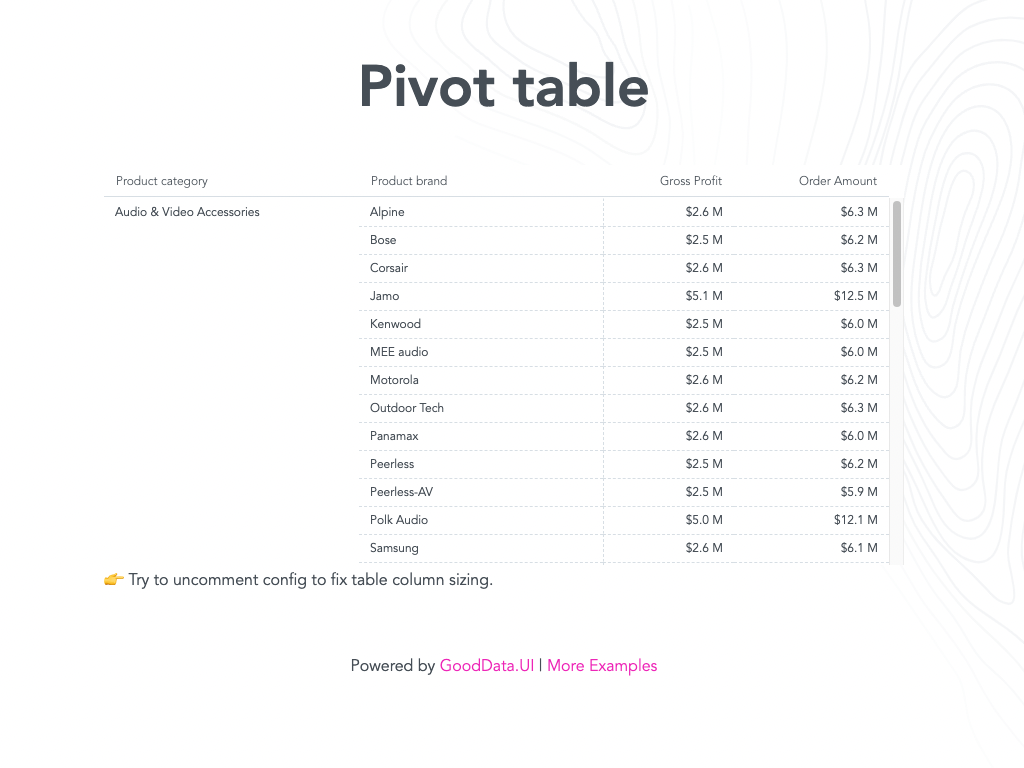 Pivot table
Product category Product brand Gross Profit Order Amount
Audio & Video Accessories Alpine $2.6 M $6.3 M
Bose $2.5 M $6.2 M
Corsair $2.6 M $6.3 M
Jamo $5.1 M $12.5 M
Kenwood $2.5 M $6.0 M
MEE audio $2.5 M $6.0 M
Motorola $2.6 M $6.2 M
Outdoor Tech $2.6 M $6.3 M
Panamax $2.6 M $6.0 M
Peerless $2.5 M $6.2 M
Peerless-AV $2.5 M $5.9 M
Polk Audio $5.0 M $12.1 M
Samsung $2.6 M $6.1 M
👉 Try to uncomment config to fix table column sizing.
Powered by GoodData.UI | More Examples